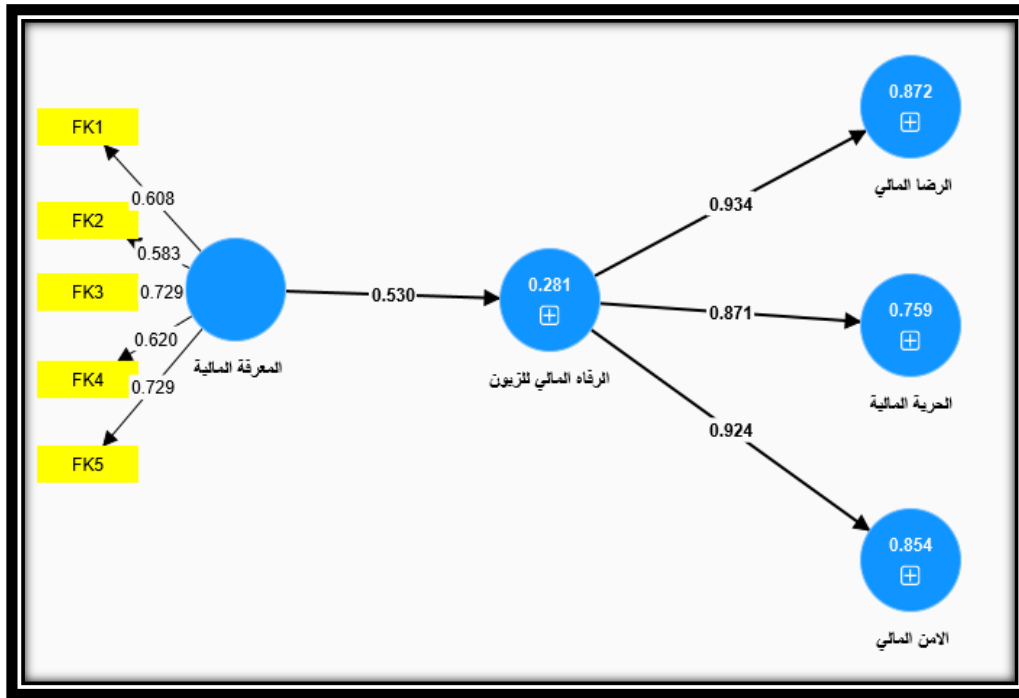 FK1
FK2
FK3
FK4
FK5
0.608
0.583
0.729
0.620
0.729
المعرفة المالية
0.530
0.281
الرفاه المالي للزبون
0.934
0.871
0.924
0.872
الرضا المالي
0.759
الحرية المالية
0.854
الامن المالي